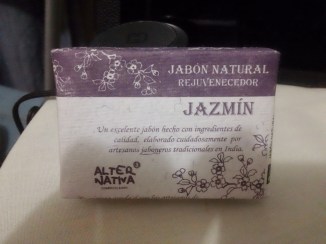 JABÓN NATURAL
REJUVENECEDOR
JAZMÍN
Un excelente jabón hecho con ingredientes de
calidad, elaborado cuidadosamente por
artesanos jaboneros tradicionales en India.
ALTER
NATIVA